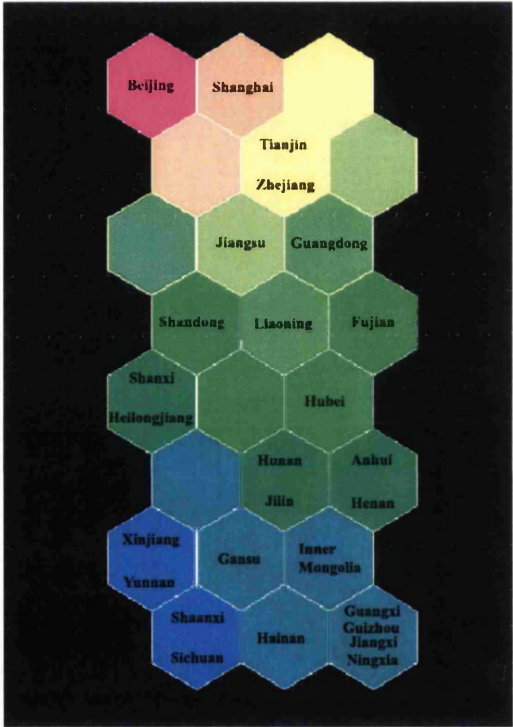 Beijing
Shanghai
Tianjin
Zhejiang
Jiangsu
Guangdong
Shandong
Liaoning
Fujian
Shanxi
Heilongjiang
Hubei
Hunan
Jilin
Anhui
Henan
Xinjiang
Yunnan
Gansu
Inner
Mongolia
Shaanxi
Sichuan
Hainan
Guangxi
Guizhou
Jiangxi
Ningxia